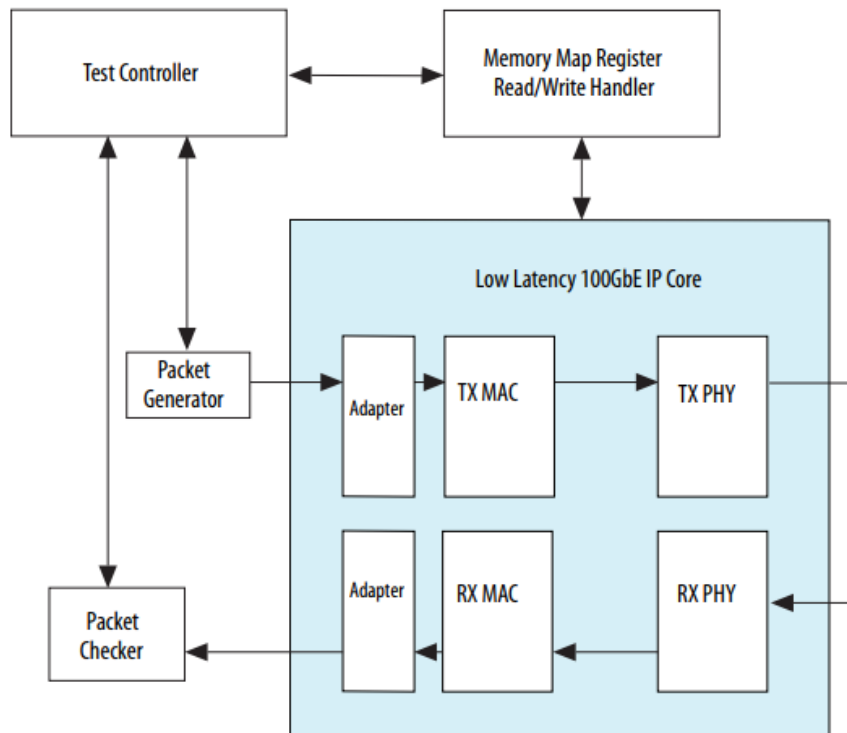 Test Controller
Memory Map Register
Read/Write Handler
Low Latency 100GbE IP Core
Packet
Generator
Adapter
TX MAC
TX PHY
Adapter
RX MAC
RX PHY
Packet
Checker